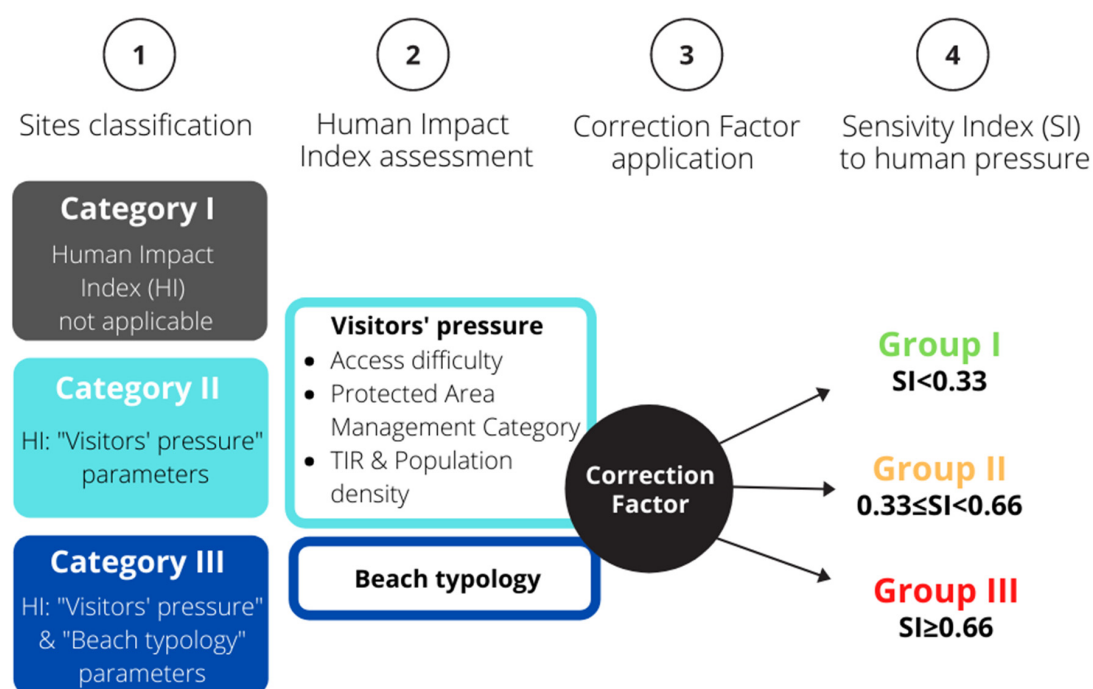 1
Sites classification
2
Human Impact
Index assessment
3
Correction Factor
application
4
Sensivity Index (SI)
to human pressure
Category I
Human Impact
Index (HI)
not applicable
Category II
HI: "Visitors' pressure"
parameters
Category III
HI: "Visitors' pressure"
& "Beach typology"
parameters
Visitors' pressure
• Access difficulty
• Protected Area
Management Category
• TIR & Population
density
Beach typology
Correction
Factor
Group I
SI<0.33
Group II
0.33≤SI<0.66
Group III
SI≥0.66